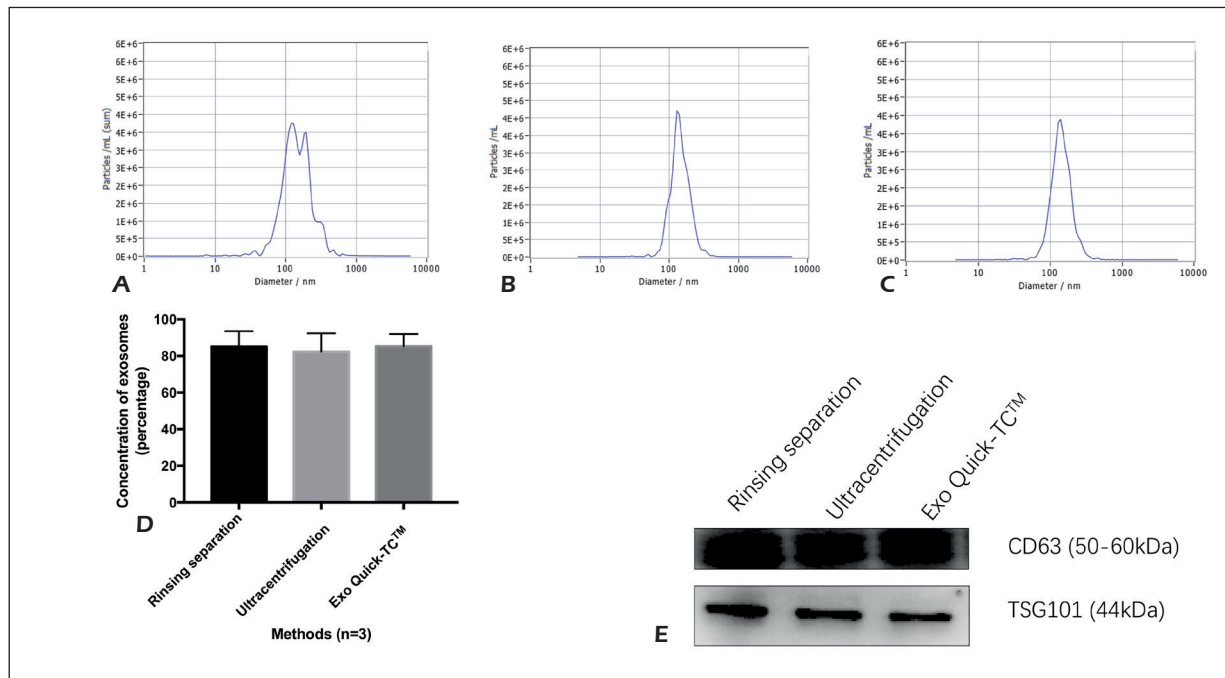 6E+6
6E+6
5E+6
5E+6
4E+6
4E+6
3E+6
3E+6
2E+6
2E+6
1E+6
5E+5
0E+0
Particles /mL (sum)
1 10 100 1000 10000
Diameter / nm
A
6E+6
6E+6
5E+6
5E+6
4E+6
4E+6
3E+6
3E+6
2E+6
2E+6
1E+6
5E+5
0E+0
Particles /mL
1 10 100 1000 10000
Diameter / nm
B
6E+6
6E+6
5E+6
5E+6
4E+6
4E+6
3E+6
3E+6
2E+6
2E+6
1E+6
5E+5
0E+0
Particles /mL
1 10 100 1000 10000
Diameter / nm
C
Concentration of exosomes
(percentage)
100
80
60
40
20
0
D
Rinsing separation
Ultracentrifugation
Exo Quick-TC™
Methods (n=3)
Rinsing separation
Ultracentrifugation
Exo Quick-TC™
CD63 (50-60kDa)
TSG101 (44kDa)
E